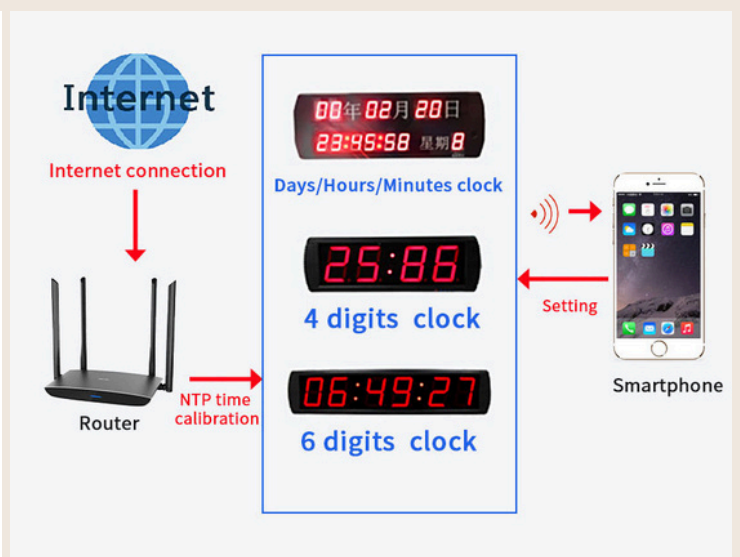 Internet
Internet connection
00年02月20日
23:45:58 星期8
Days/Hours/Minutes clock
25:86
4 digits clock
Setting
Smartphone
Router
NTP time
calibration
06:49:27
6 digits clock